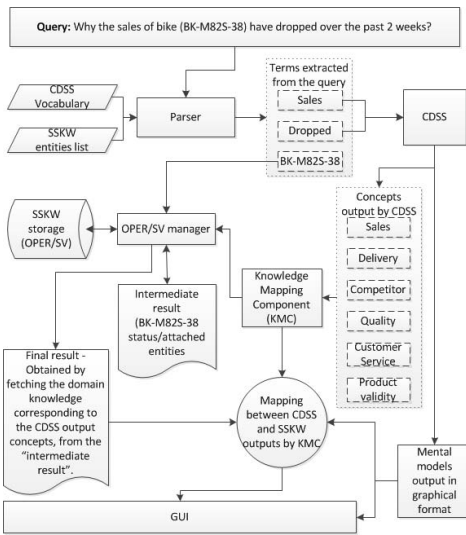 Query: Why the sales of bike (BK-M82S-38) have dropped over the past 2 weeks?
CDSS
Vocabulary
SSKW
entities list
Parser
Terms extracted
from the query
Sales
Dropped
BK-M82S-38
CDSS
SSKW
storage
(OPER/SV)
OPER/SV manager
Intermediate
result
(BK-M82S-38
status/attached
entities
Knowledge
Mapping
Component
(KMC)
Concepts
output by CDSS
Sales
Delivery
Competitor
Quality
Customer
Service
Product
validity
Final result -
Obtained by
fetching the domain
knowledge
corresponding to
the CDSS output
concepts, from the
“intermediate
result”.
Mapping
between CDSS
and SSKW
outputs by KMC
Mental
models
output in
graphical
format
GUI